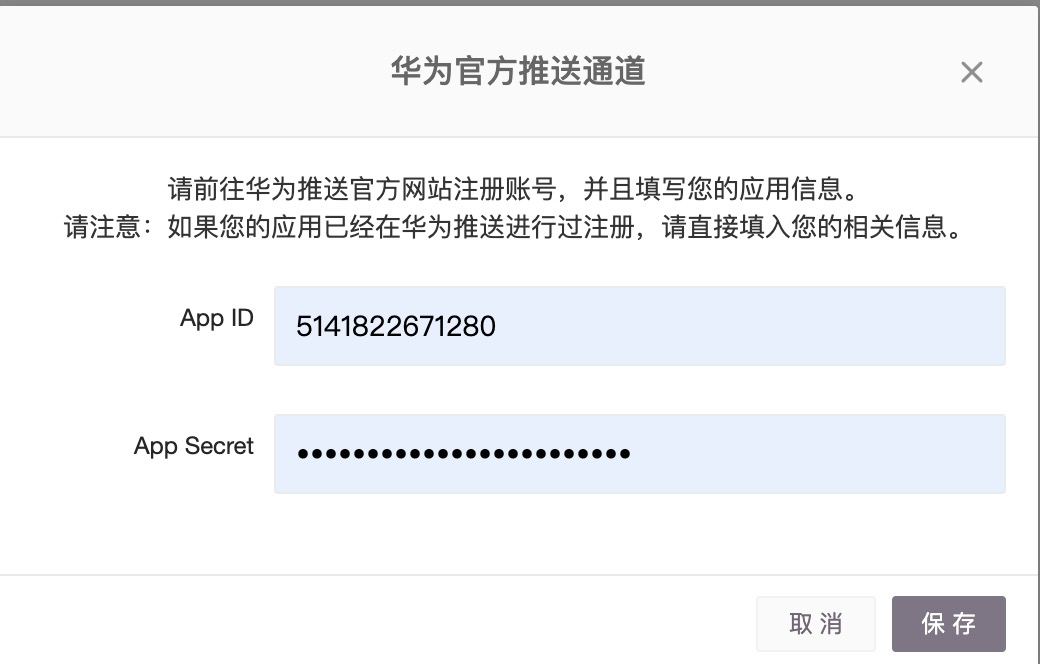 华为官方推送通道
请前往华为推送官方网站注册账号，并且填写您的应用信息。
请注意：如果您的应用已经在华为推送进行过注册，请直接填入您的相关信息。
App ID
5141822671280
App Secret
••••••••••••••••••••••••
取 消
保 存